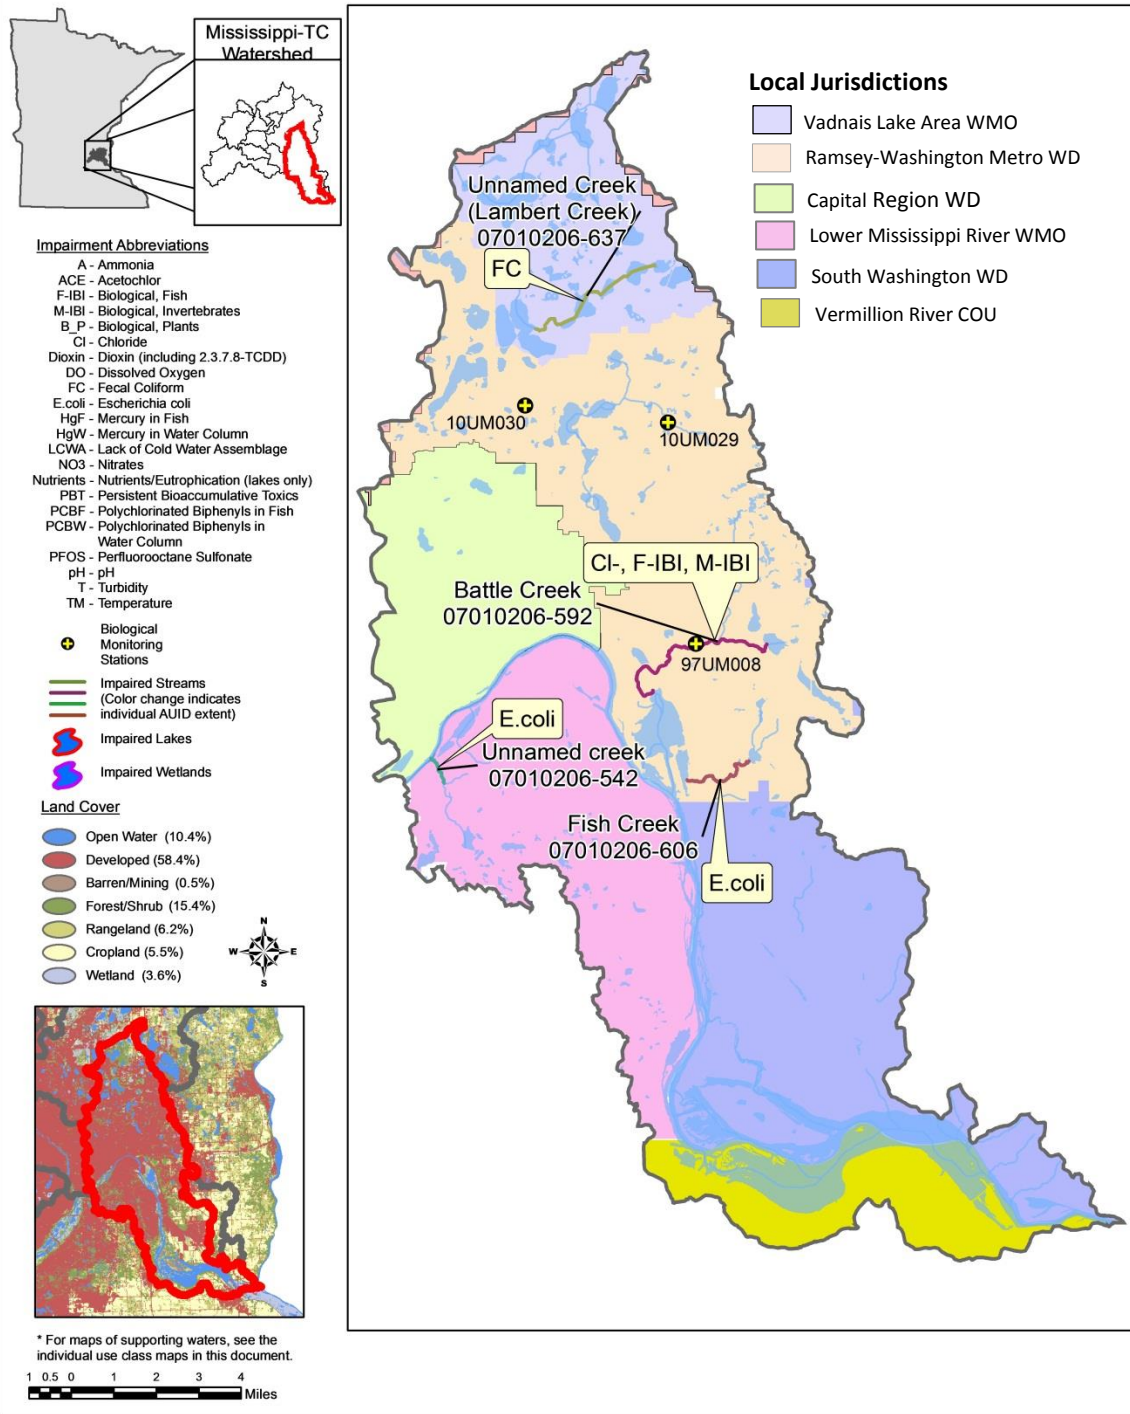 Mississippi-TC
Watershed
Impairment Abbreviations
A - Ammonia
ACE - Acetochlor
F-IBI - Biological, Fish
M-IBI - Biological, Invertebrates
B_P - Biological, Plants
Cl - Chloride
Dioxin - Dioxin (including 2.3.7.8-TCDD)
DO - Dissolved Oxygen
FC - Fecal Coliform
E.coli - Escherichia coli
HgF - Mercury in Fish
HgW - Mercury in Water Column
LCWA - Lack of Cold Water Assemblage
NO3 - Nitrates
Nutrients - Nutrients/Eutrophication (lakes only)
PBT - Persistent Bioaccumulative Toxics
PCBF - Polychlorinated Biphenyls in Fish
PCBW - Polychlorinated Biphenyls in
Water Column
PFOS - Perfluorooctane Sulfonate
pH - pH
T - Turbidity
TM - Temperature
Biological
Monitoring
Stations
Impaired Streams
(Color change indicates
individual AUID extent)
Impaired Lakes
Impaired Wetlands
Land Cover
Open Water (10.4%)
Developed (58.4%)
Barren/Mining (0.5%)
Forest/Shrub (15.4%)
Rangeland (6.2%)
Cropland (5.5%)
Wetland (3.6%)
N
W
E
S
* For maps of supporting waters, see the
individual use class maps in this document.
1 0.5 0 1 2 3 4
Miles
Local Jurisdictions
Vadnais Lake Area WMO
Ramsey-Washington Metro WD
Capital Region WD
Lower Mississippi River WMO
South Washington WD
Vermillion River COU
Unnamed Creek
(Lambert Creek)
07010206-637
FC
10UM030
10UM029
Cl-, F-IBI, M-IBI
Battle Creek
07010206-592
97UM008
E.coli
Unnamed creek
07010206-542
Fish Creek
07010206-606
E.coli